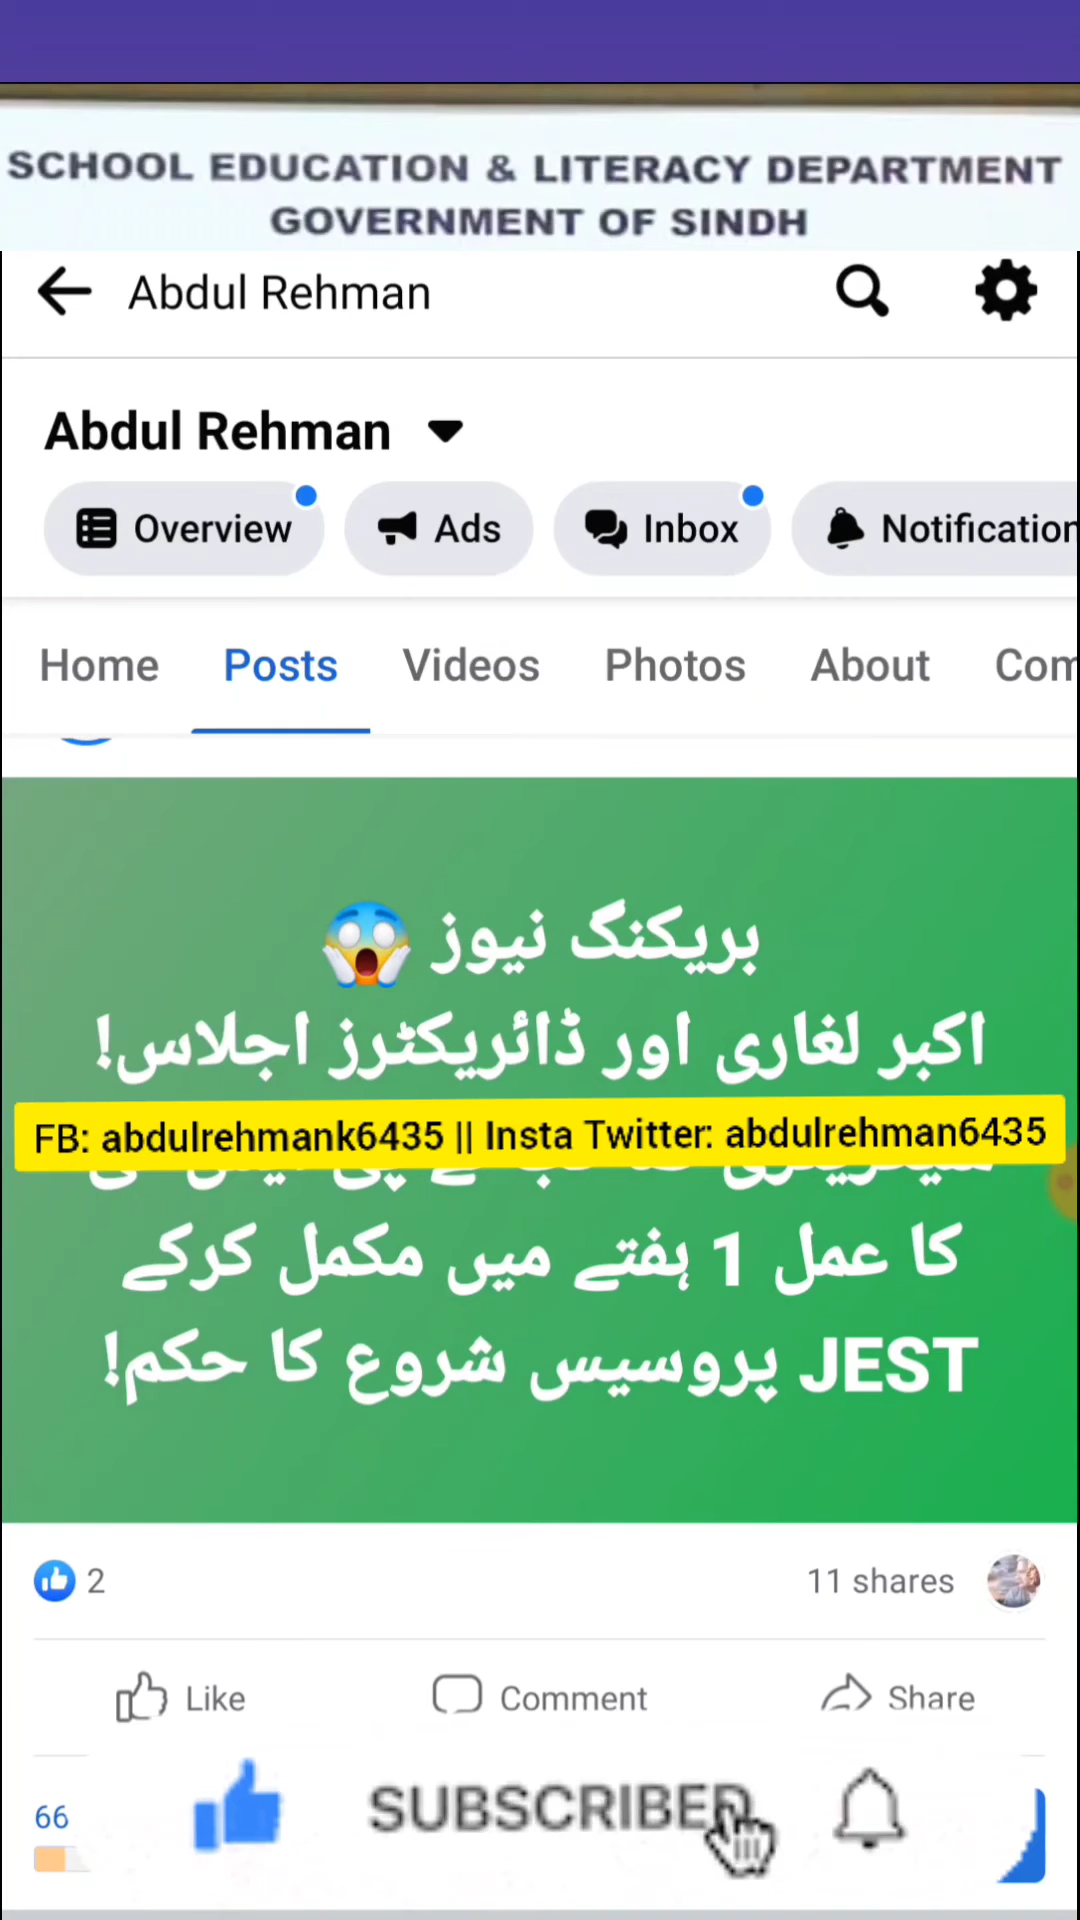 SCHOOL EDUCATION & LITERACY DEPARTMENT
GOVERNMENT OF SINDH
Abdul Rehman
Abdul Rehman
Overview Ads Inbox Notification
Home Posts Videos Photos About Com
بریکنگ نیوز
اکبر لغاری اور ڈائریکٹرز اجلاس!
FB: abdulrehmank6435 || Insta Twitter: abdulrehman6435
کا عمل 1 ہفتے میں مکمل کرکے
JEST پروسیس شروع کا حکم!
2 11 shares
Like Comment Share
66 SUBSCRIBED